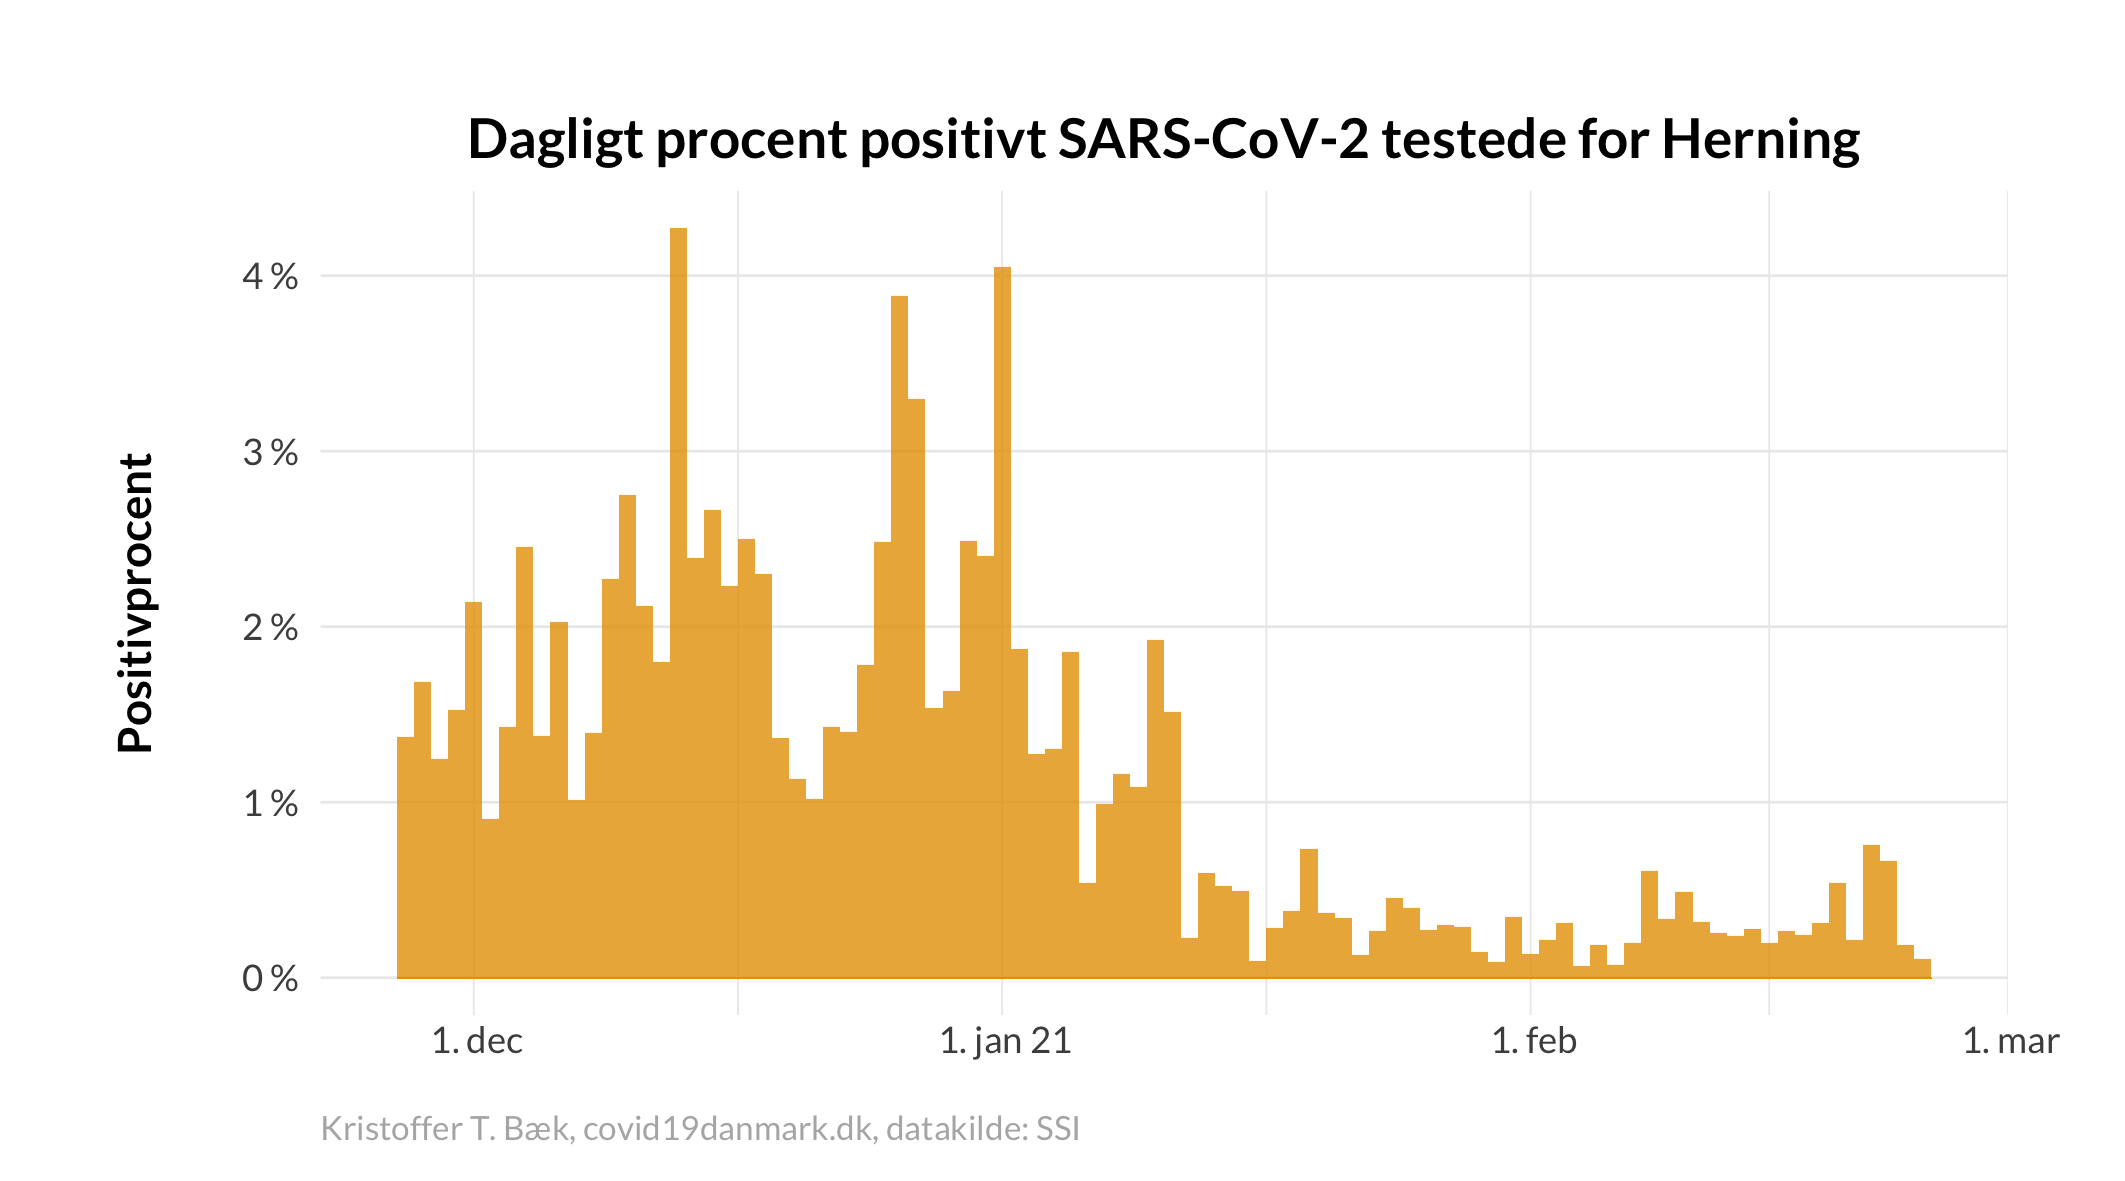 Dagligt procent positivt SARS-CoV-2 testede for Herning
Positivprocent
4 %
3 %
2 %
1 %
0 %
1. dec
1. jan 21
1. feb
1. mar
Kristoffer T. Bæk, covid19danmark.dk, datakilde: SSI